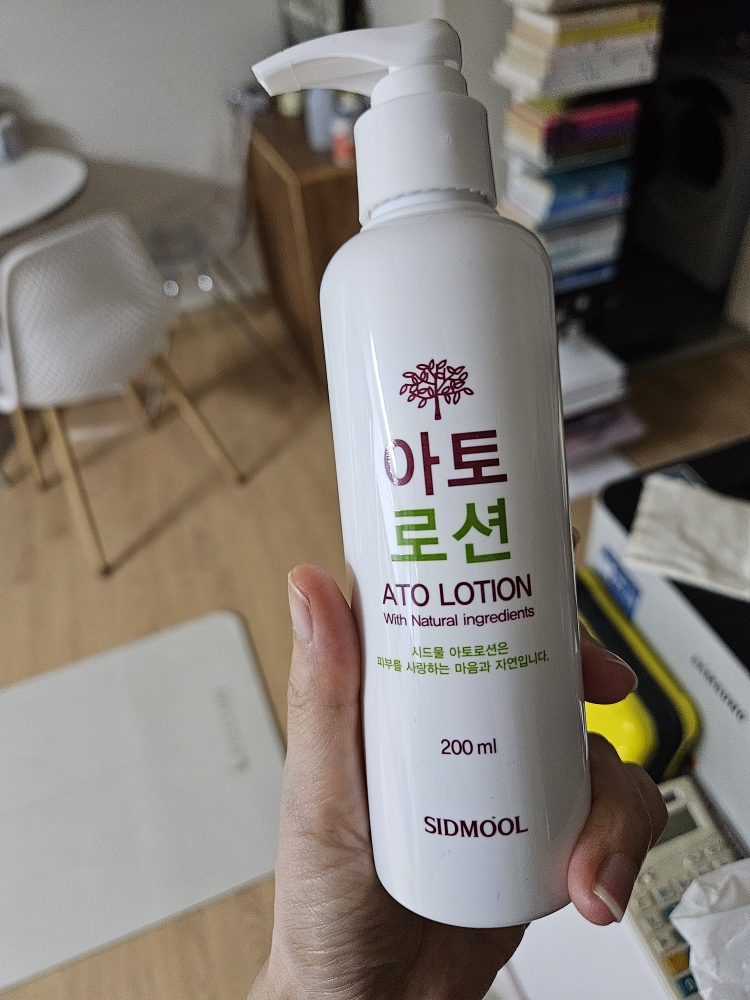 아토
로션
ATO LOTION
With Natural ingredients
시드물 아토로션은
피부를 사랑하는 마음과 자연입니다.
200 ml
SIDMOOL